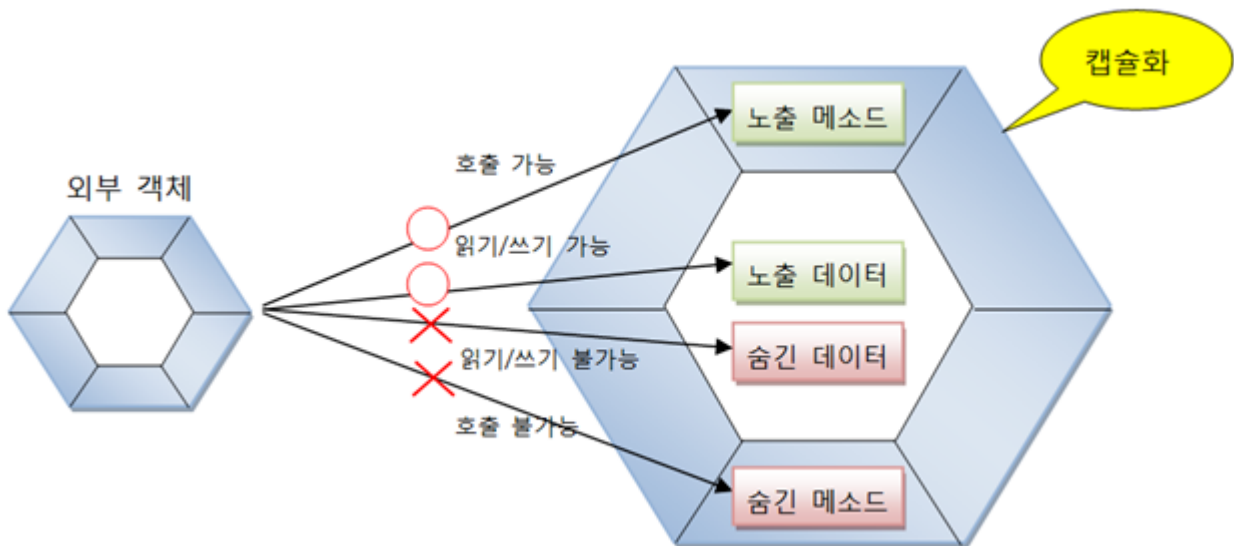 캡슐화
노출 메소드
호출 가능
외부 객체
읽기/쓰기 가능
노출 데이터
숨긴 데이터
읽기/쓰기 불가능
호출 불가능
숨긴 메소드